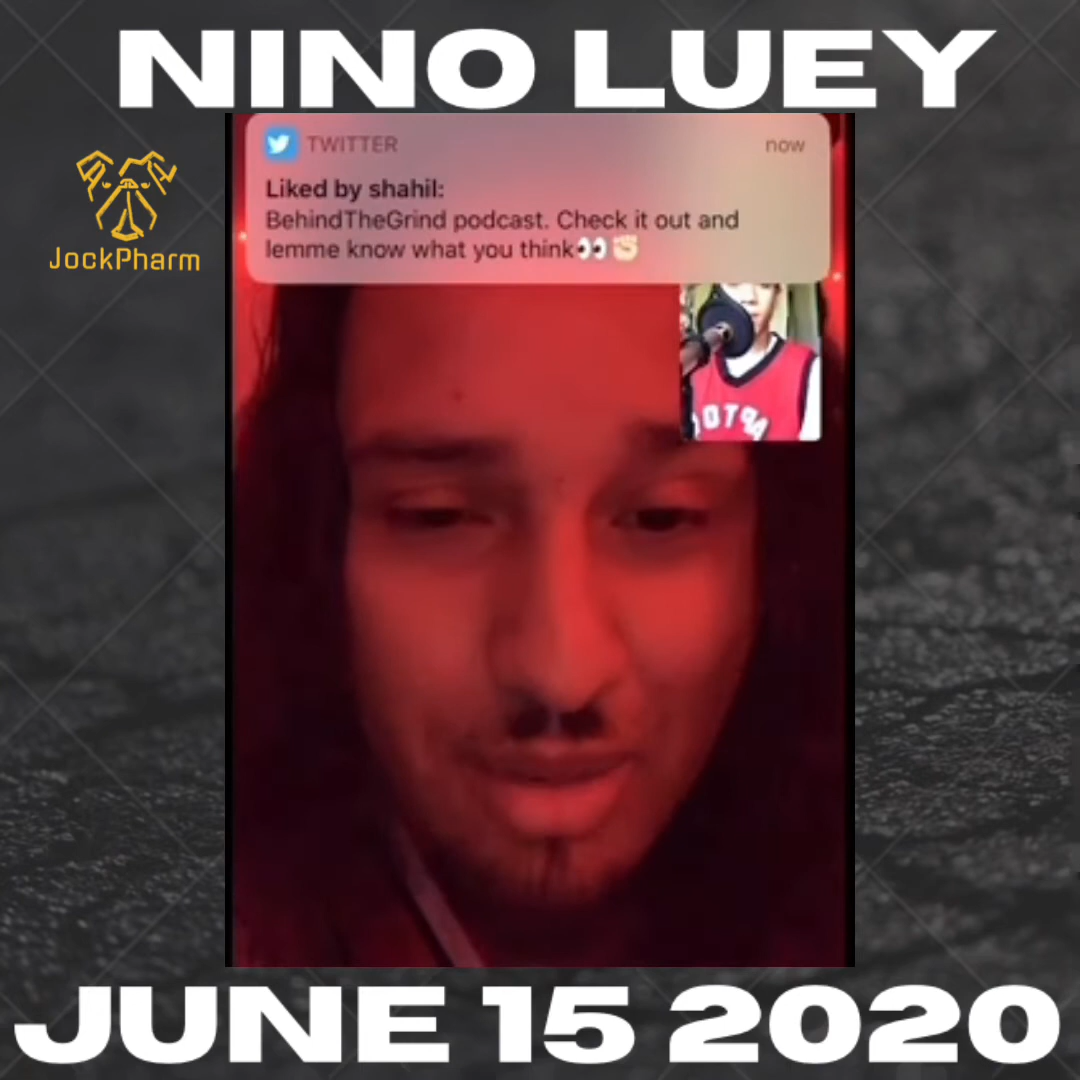 NINO LUEY
TWITTER
now
Liked by shahil:
BehindTheGrind podcast. Check it out and
lemme know what you think👀✊🏻
JockPharm
JUNE 15 2020